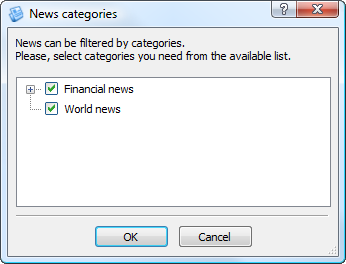 News categories
News can be filtered by categories.
Please, select categories you need from the available list.
Financial news
World news
OK
Cancel